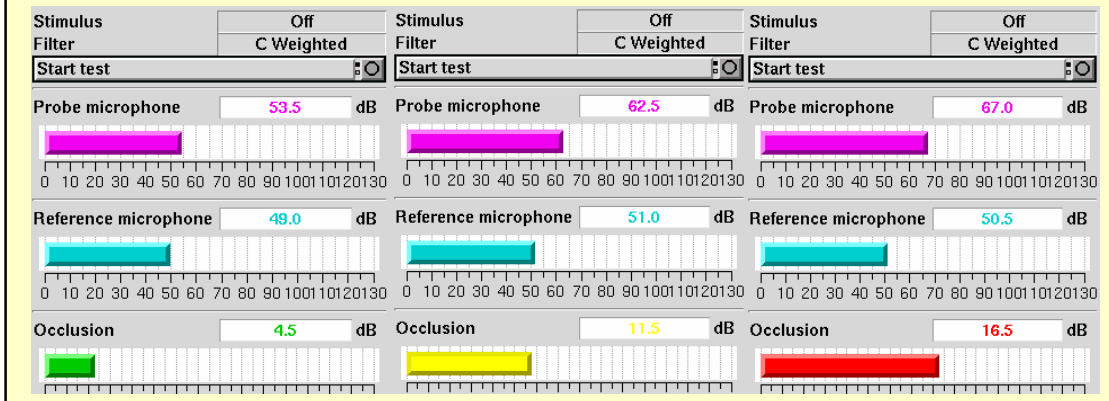 Stimulus Off
Filter C Weighted
Start test
Probe microphone 53.5 dB
0 10 20 30 40 50 60 70 80 90 100 110 120 130
Reference microphone 49.0 dB
0 10 20 30 40 50 60 70 80 90 100 110 120 130
Occlusion 4.5 dB
Stimulus Off
Filter C Weighted
Start test
Probe microphone 62.5 dB
0 10 20 30 40 50 60 70 80 90 100 110 120 130
Reference microphone 51.0 dB
0 10 20 30 40 50 60 70 80 90 100 110 120 130
Occlusion 11.5 dB
Stimulus Off
Filter C Weighted
Start test
Probe microphone 67.0 dB
0 10 20 30 40 50 60 70 80 90 100 110 120 130
Reference microphone 50.5 dB
0 10 20 30 40 50 60 70 80 90 100 110 120 130
Occlusion 16.5 dB